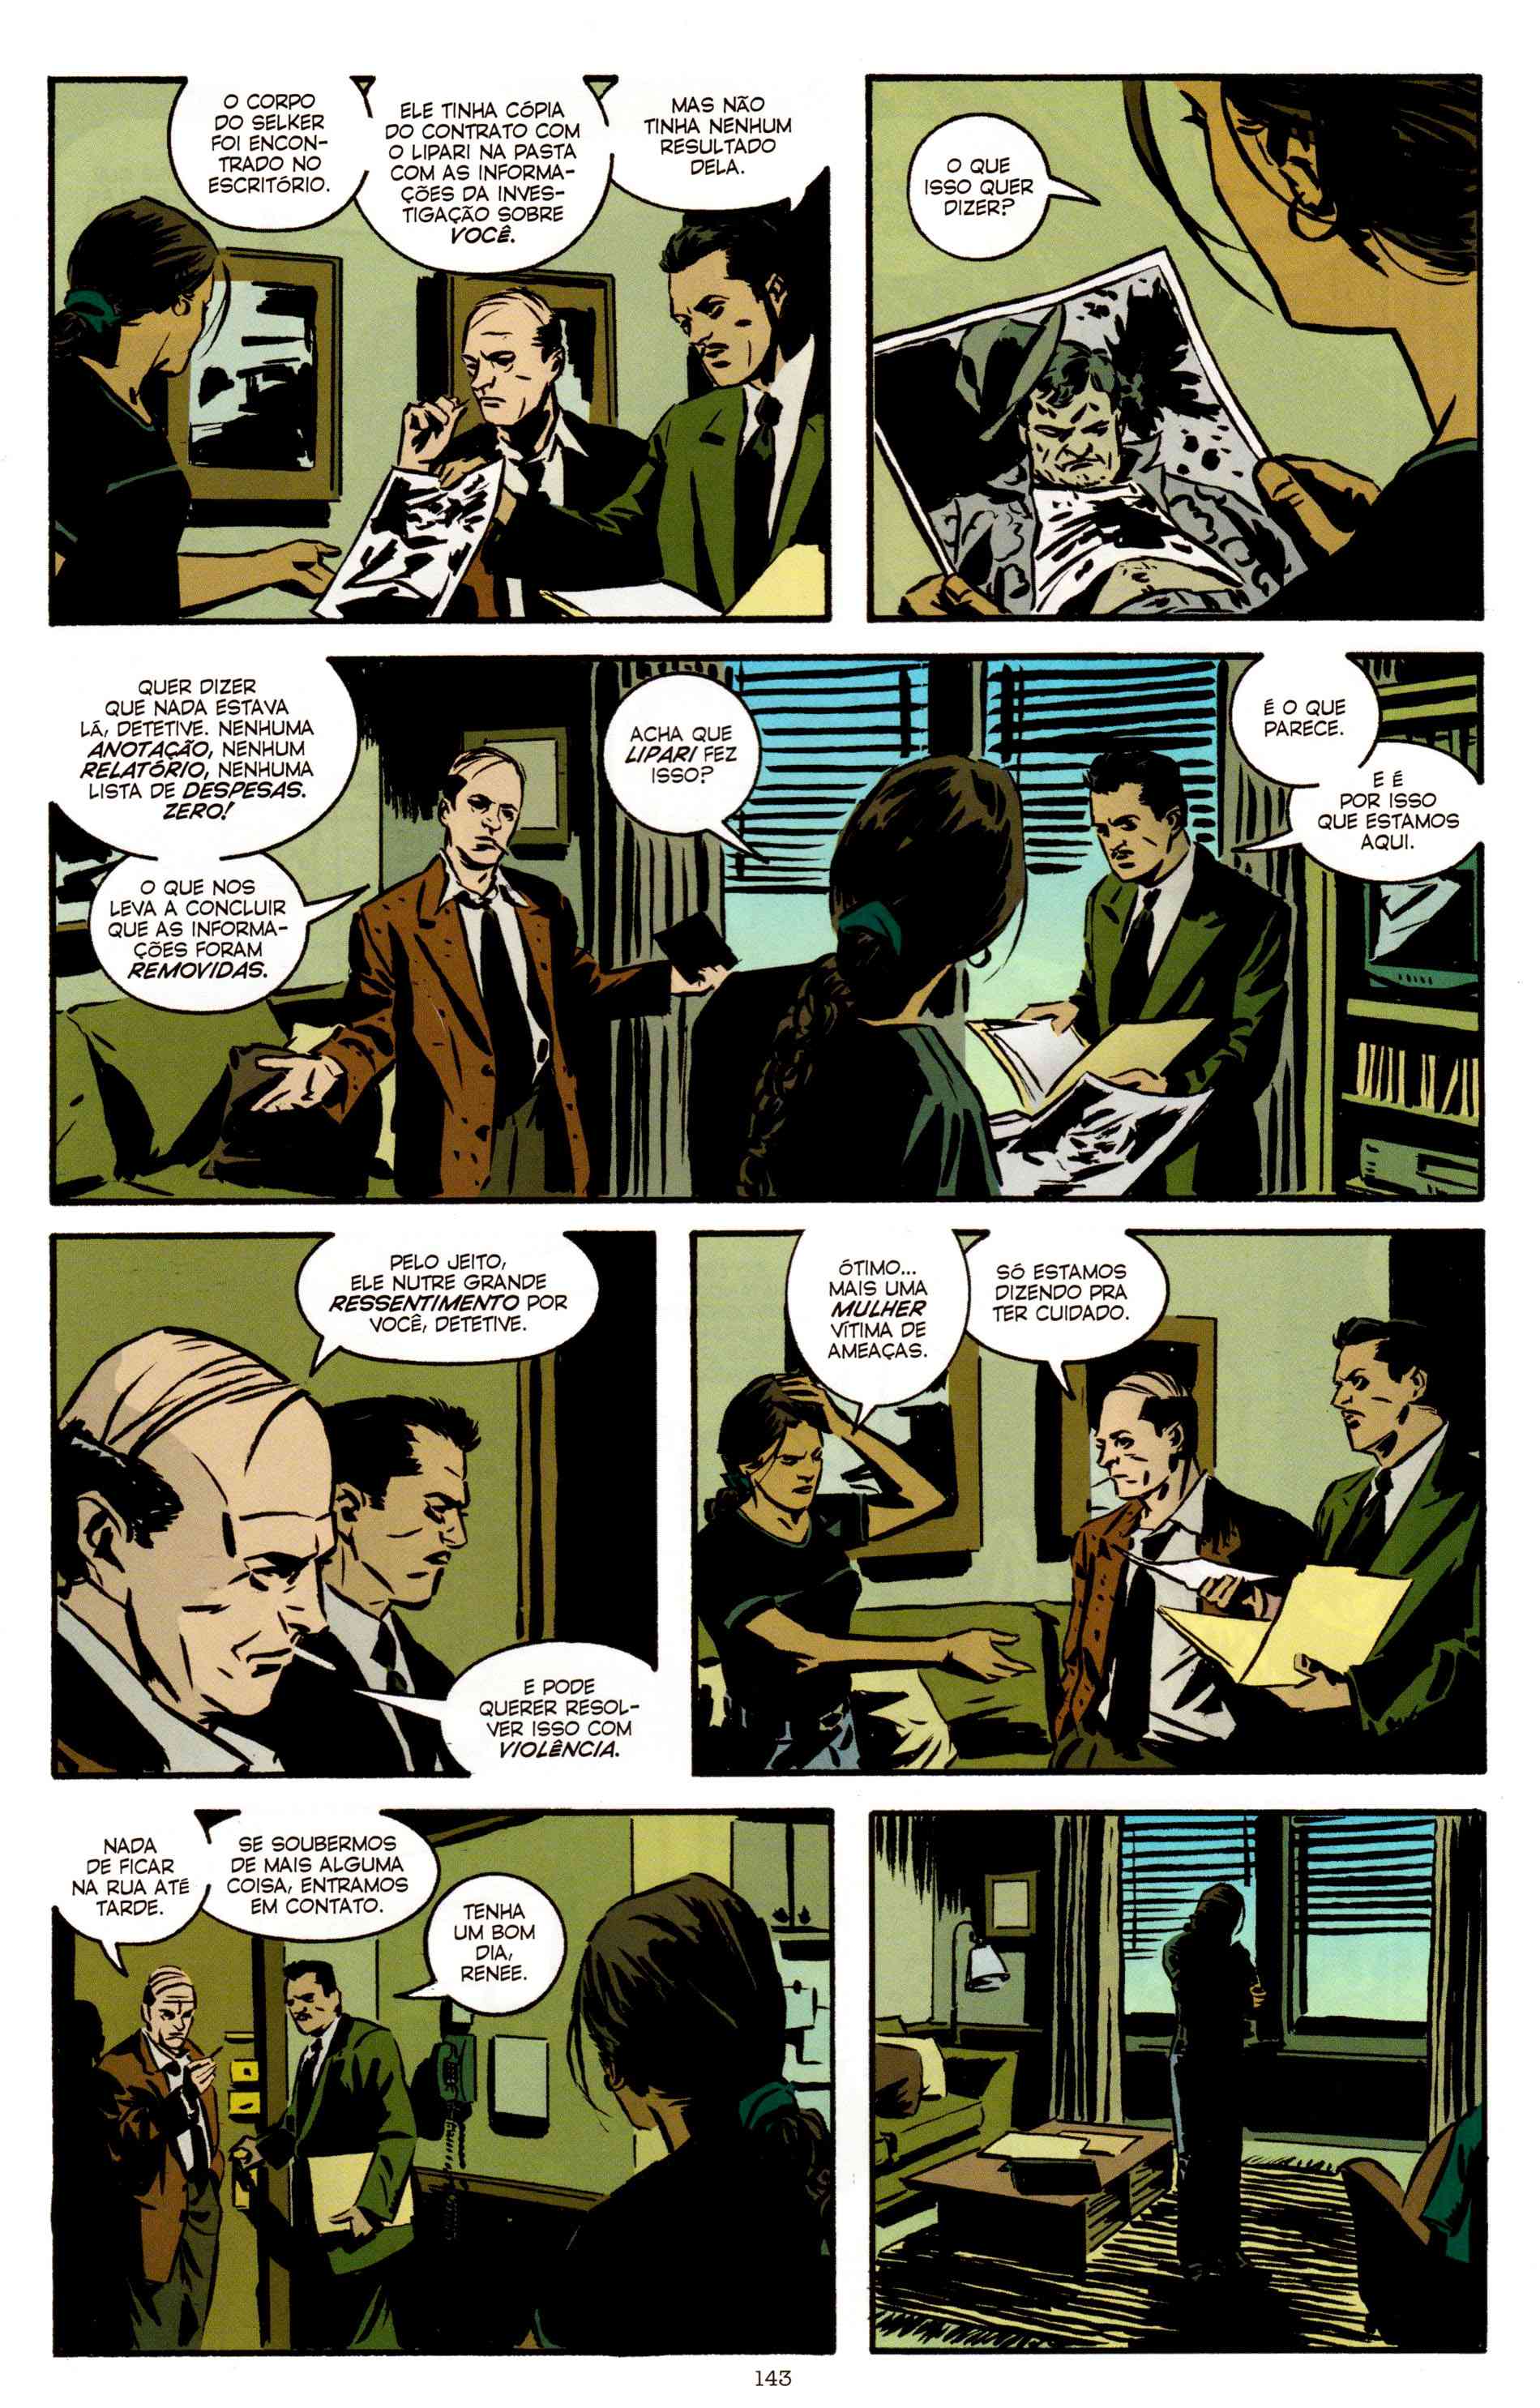 O CORPO
DO SELKER
FOI ENCON-
TRADO NO
ESCRITÓRIO.
ELE TINHA CÓPIA
DO CONTRATO COM
O LIPARI NA PASTA
COM AS INFORMA-
ÇÕES DA INVES-
TIGAÇÃO SOBRE
VOCÊ.
MAS NÃO
TINHA NENHUM
RESULTADO
DELA.
O QUE
ISSO QUER
DIZER?
QUER DIZER
QUE NADA ESTAVA
LÁ, DETETIVE. NENHUMA
ANOTAÇÃO, NENHUM
RELATÓRIO, NENHUMA
LISTA DE DESPESAS.
ZERO!
O QUE NOS
LEVA A CONCLUIR
QUE AS INFORMA-
ÇÕES FORAM
REMOVIDAS.
ACHA QUE
LIPARI FEZ
ISSO?
É O QUE
PARECE.
E É
POR ISSO
QUE ESTAMOS
AQUI.
PELO JEITO,
ELE NUTRE GRANDE
RESSENTIMENTO POR
VOCÊ, DETETIVE.
E PODE
QUERER RESOL-
VER ISSO COM
VIOLÊNCIA.
ÓTIMO...
MAIS UMA
MULHER
VÍTIMA DE
AMEAÇAS.
SÓ ESTAMOS
DIZENDO PRA
TER CUIDADO.
NADA
DE FICAR
NA RUA ATÉ
TARDE.
SE SOUBERMOS
DE MAIS ALGUMA
COISA, ENTRAMOS
EM CONTATO.
TENHA
UM BOM
DIA,
RENEE.
143